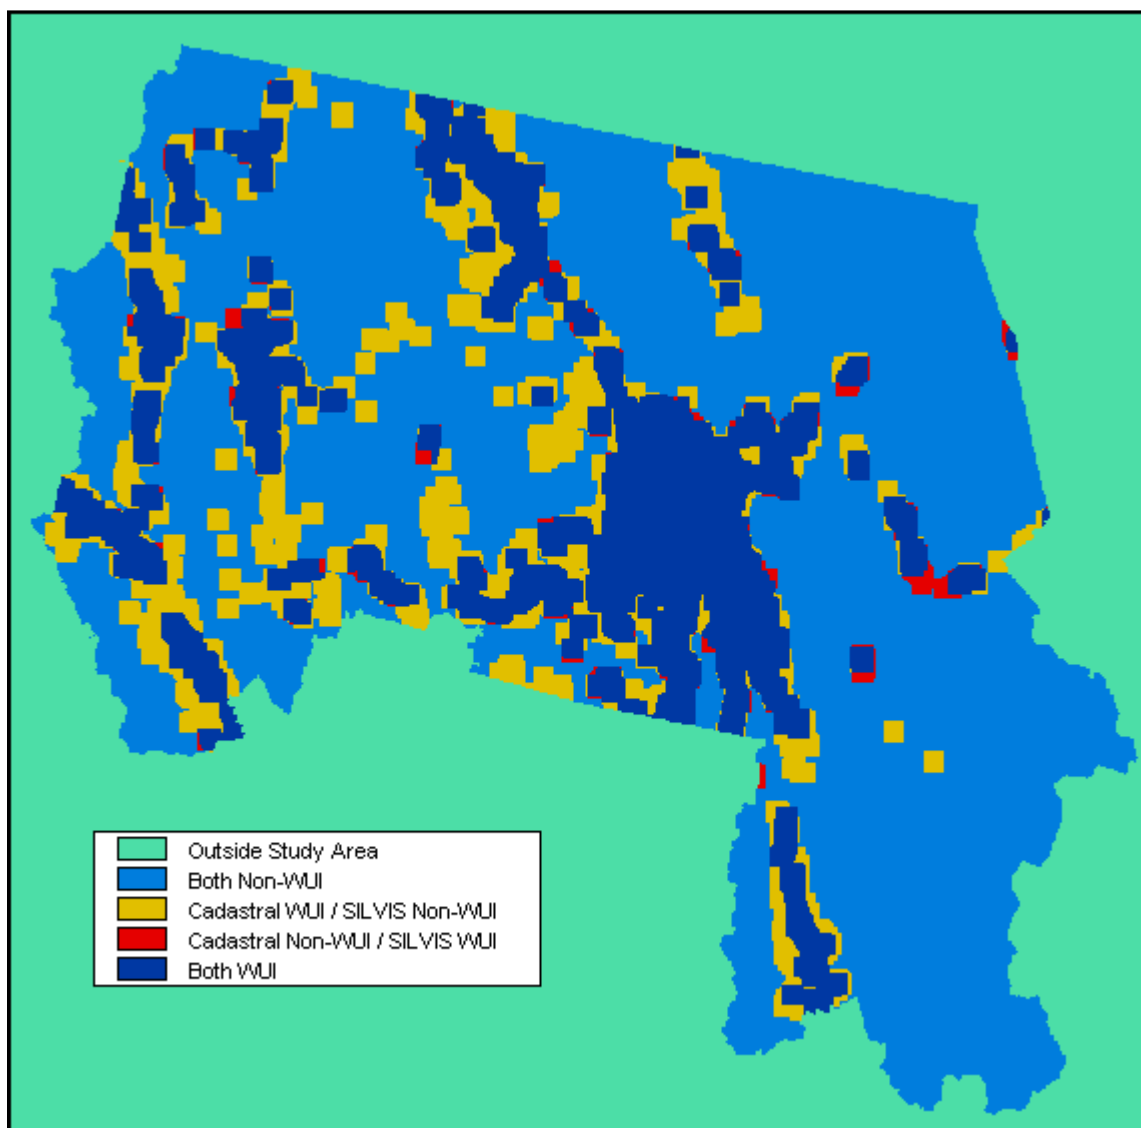 Outside Study Area
Both Non-WUI
Cadastral WUI / SILVIS Non-WUI
Cadastral Non-WUI / SILVIS WUI
Both WUI